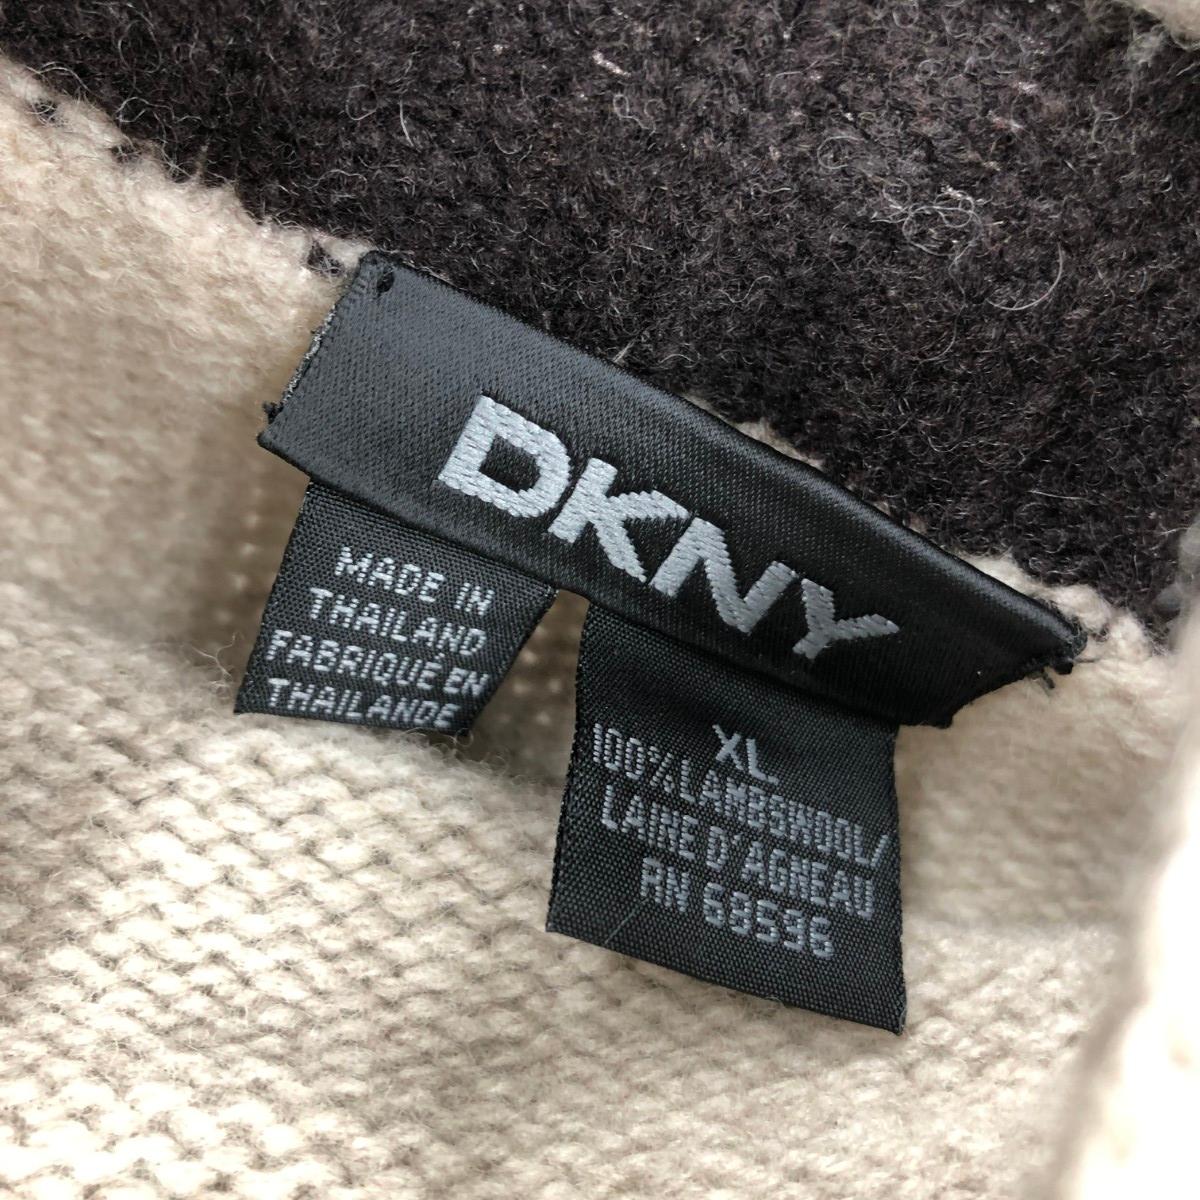 DKNY
MADE IN
THAILAND
FABRIQUÉ EN
THAILANDE
XL
100%LAMBSWOOL/
LAINE D'AGNEAU
RN 68596